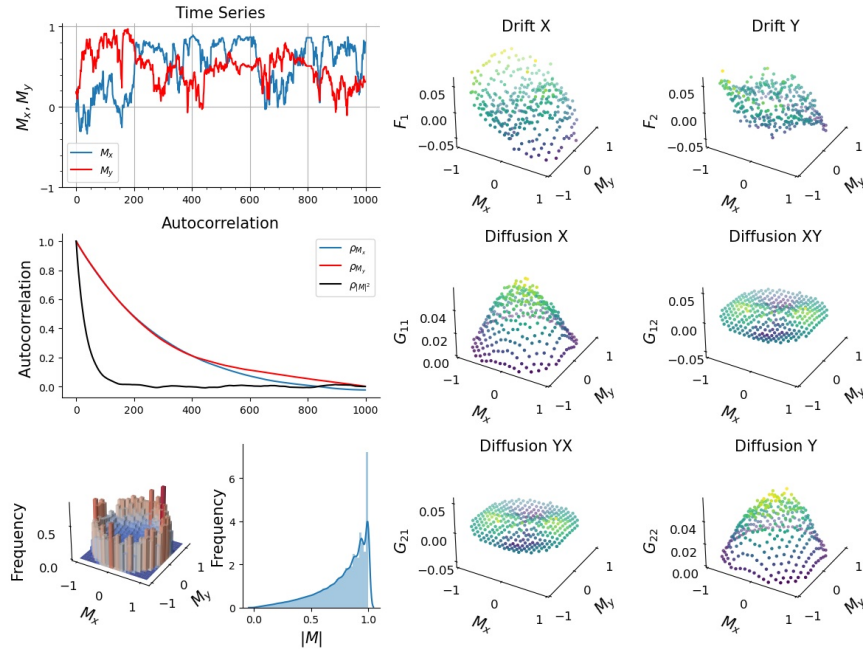 Time Series
M_x, M_y
1
0
−1
M_x
M_y
0 200 400 600 800 1000
Drift X
F_1
0.05
0.00
−0.05
−1 0 1
M_x
−1 0 1
M_y
Drift Y
F_2
0.05
0.00
−0.05
−1 0 1
M_x
−1 0 1
M_y
Autocorrelation
Autocorrelation
1.0
0.8
0.6
0.4
0.2
0.0
ρ_{M_x}
ρ_{M_y}
ρ_{|M|²}
0 200 400 600 800 1000
Diffusion X
G_11
0.04
0.02
0.00
−1 0 1
M_x
−1 0 1
M_y
Diffusion XY
G_12
0.05
0.00
−0.05
−1 0 1
M_x
−1 0 1
M_y
Frequency
0.5
0.0
−1 0 1
M_x
−1 0 1
M_y
Frequency
6
4
2
0
0.0 0.5 1.0
|M|
Diffusion YX
G_21
0.05
0.00
−0.05
−1 0 1
M_x
−1 0 1
M_y
Diffusion Y
G_22
0.04
0.02
0.00
−1 0 1
M_x
−1 0 1
M_y